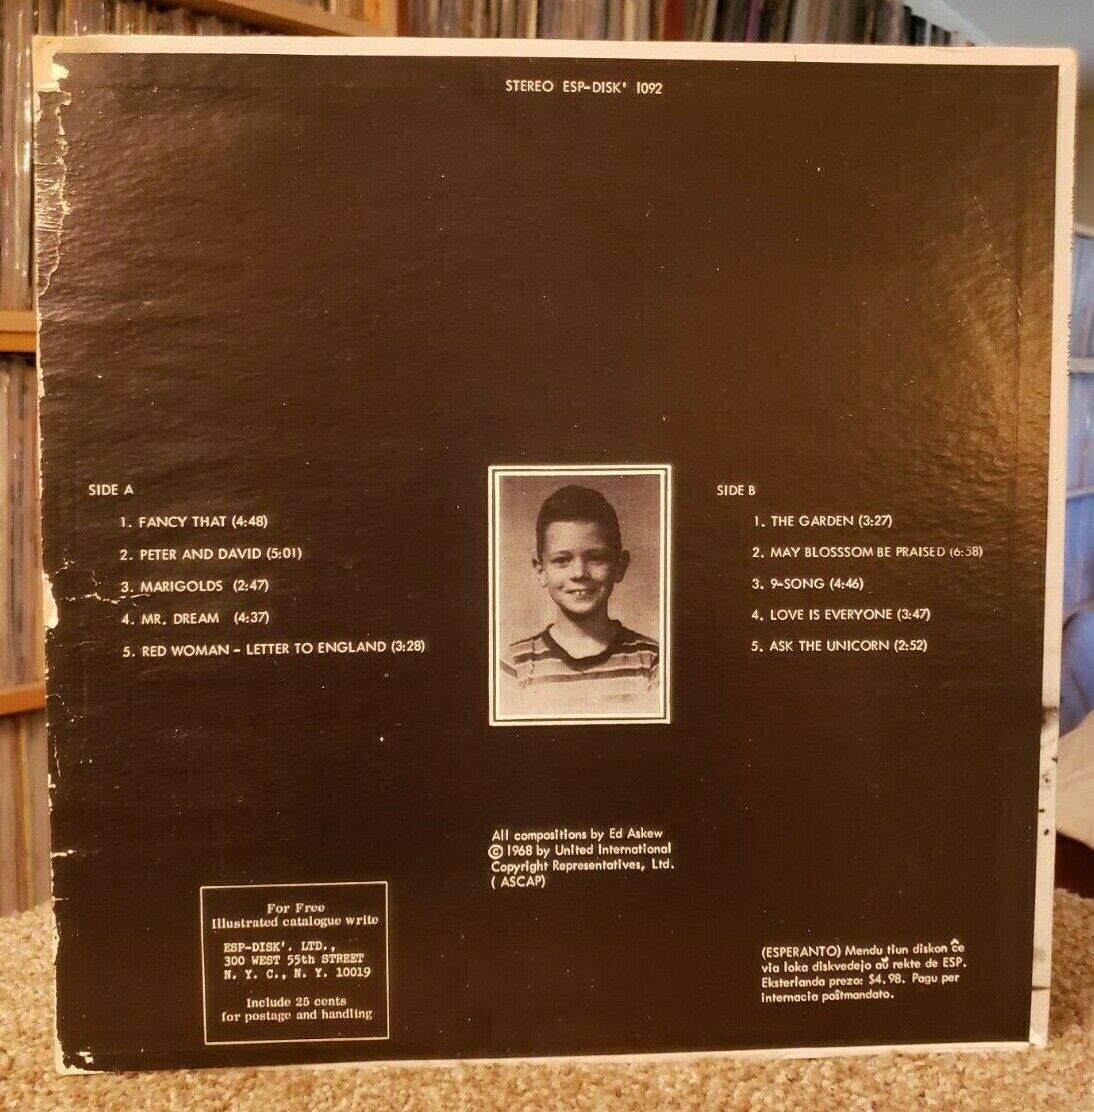 STEREO ESP-DISK' 1092
SIDE A
1. FANCY THAT (4:48)
2. PETER AND DAVID (5:01)
3. MARIGOLDS (2:47)
4. MR. DREAM (4:37)
5. RED WOMAN - LETTER TO ENGLAND (3:28)
SIDE B
1. THE GARDEN (3:27)
2. MAY BLOSSSOM BE PRAISED (6:58)
3. 9-SONG (4:46)
4. LOVE IS EVERYONE (3:47)
5. ASK THE UNICORN (2:52)
All compositions by Ed Askew
© 1968 by United International
Copyright Representatives, Ltd.
( ASCAP)
For Free
Illustrated catalogue write
ESP-DISK'. LTD.,
300 WEST 55th STREET
N. Y. C., N. Y. 10019
Include 25 cents
for postage and handling
(ESPERANTO) Mendu tiun diskon ĉe
via loka diskvedejo aŭ rekte de ESP.
Eksterlanda prezo: $4.98. Pagu per
internacia poŝtmandato.